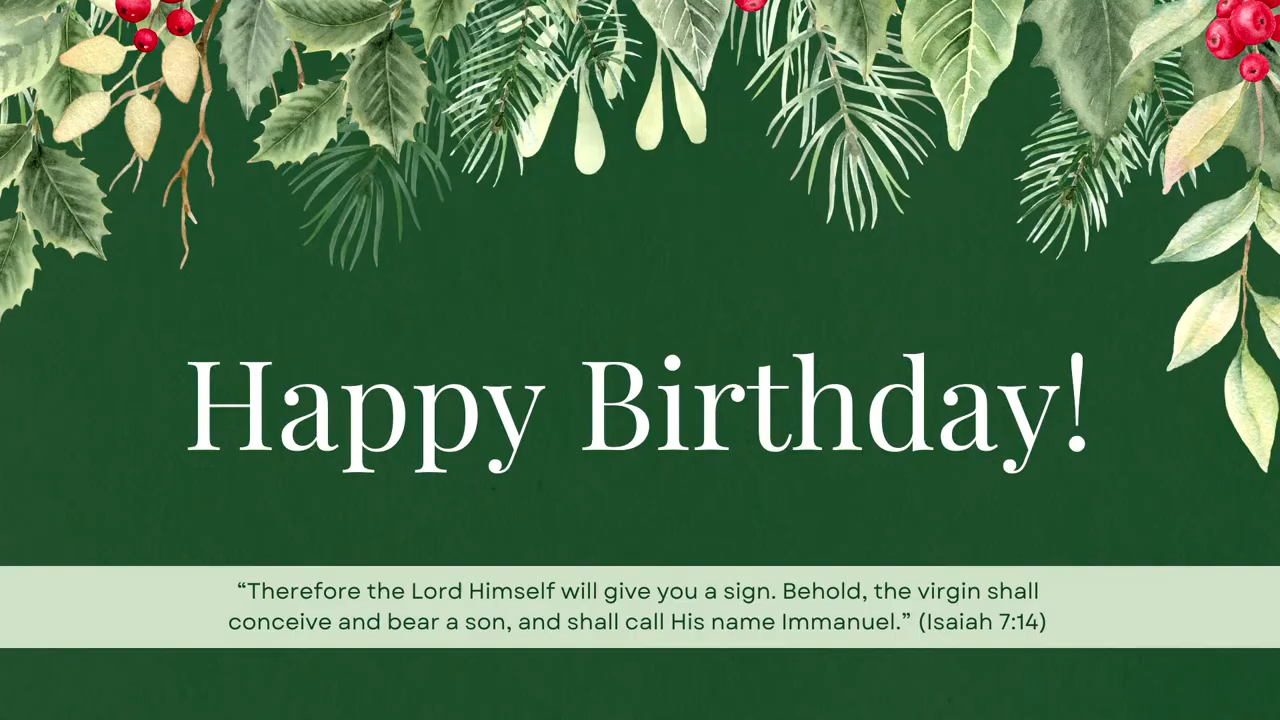 Happy Birthday!
“Therefore the Lord Himself will give you a sign. Behold, the virgin shall
conceive and bear a son, and shall call His name Immanuel.” (Isaiah 7:14)